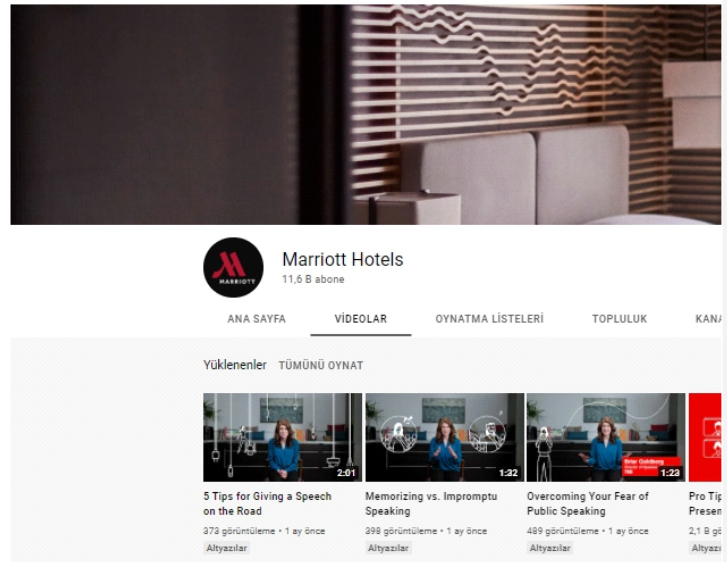 MARRIOTT
Marriott Hotels
11,6 B abone
ANA SAYFA VİDEOLAR OYNATMA LİSTELERİ TOPLULUK KANA
Yüklenenler TÜMÜNÜ OYNAT
2:01 1:32 Brier Goldberg 1:23
5 Tips for Giving a Speech on the Road
373 görüntüleme • 1 ay önce
Altyazılar
Memorizing vs. Impromptu Speaking
398 görüntüleme • 1 ay önce
Altyazılar
Overcoming Your Fear of Public Speaking
489 görüntüleme • 1 ay önce
Altyazılar
Pro Tip
Presen
2,1 B gö
Altyazı